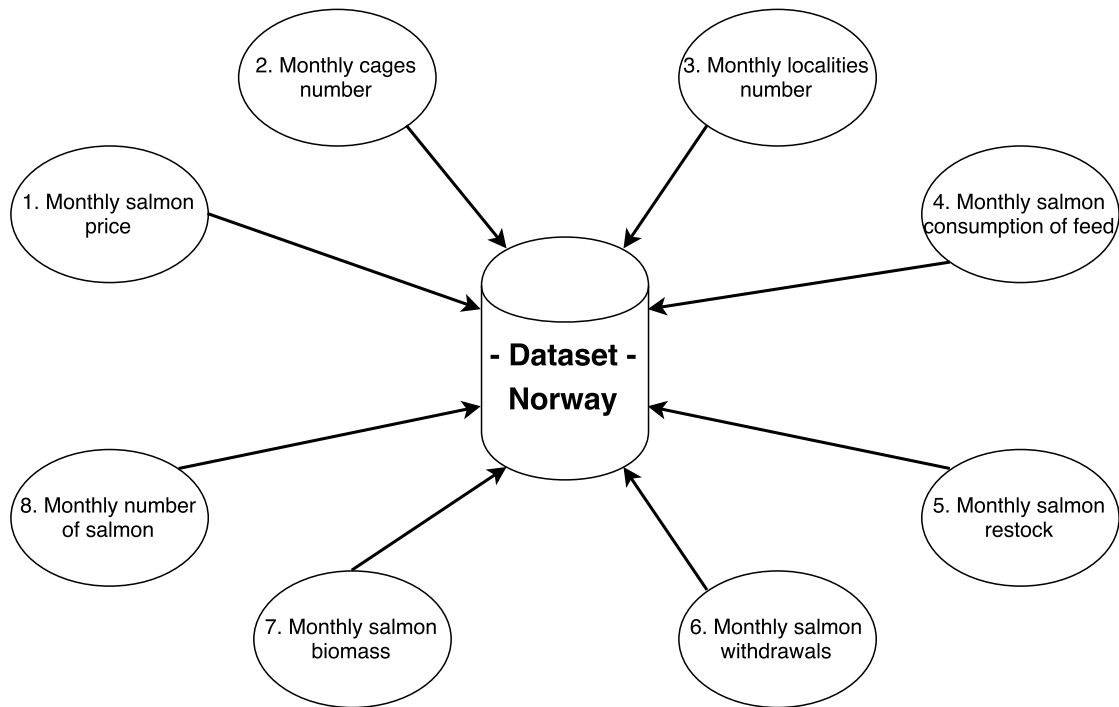 2. Monthly cages
number
3. Monthly localities
number
1. Monthly salmon
price
4. Monthly salmon
consumption of feed
- Dataset -
Norway
8. Monthly number
of salmon
5. Monthly salmon
restock
7. Monthly salmon
biomass
6. Monthly salmon
withdrawals